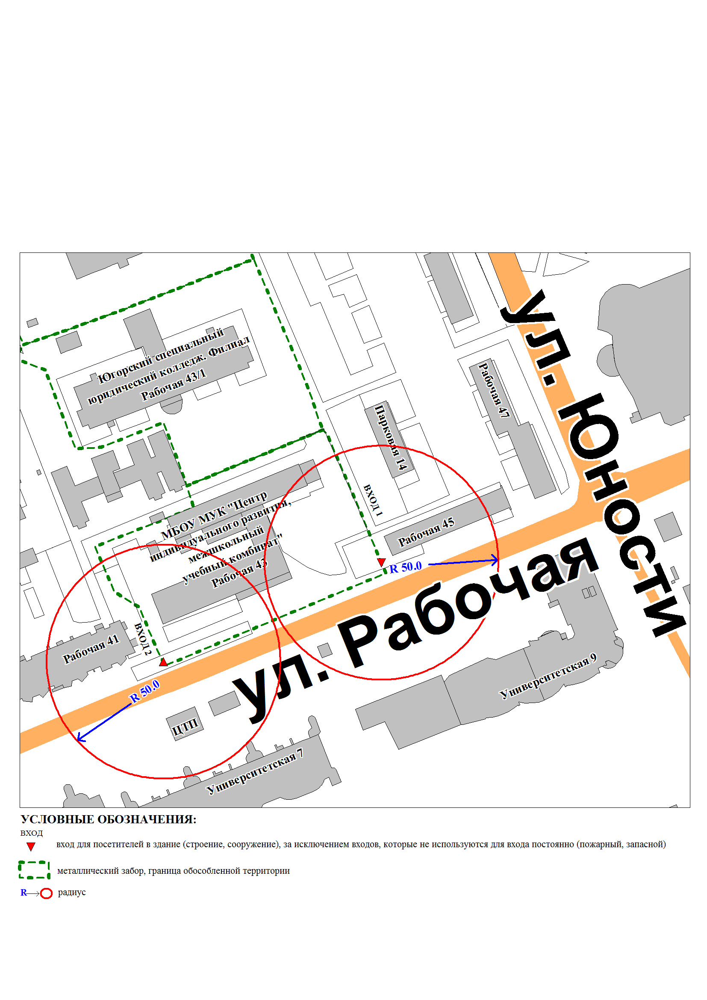 ул. Юности
Югорский специальный
юридический колледж. Филиал
Рабочая 43/1
Рабочая 47
Парковая 14
ВХОД 1
МБОУ МУК "Центр
индивидуального развития,
межшкольный
учебный комбинат"
Рабочая 43
Рабочая 45
R 50.0
ул. Рабочая
Рабочая 41
ВХОД 2
R 50.0
ЦТП
Университетская 9
Университетская 7
УСЛОВНЫЕ ОБОЗНАЧЕНИЯ:
ВХОД
вход для посетителей в здание (строение, сооружение), за исключением входов, которые не используются для входа постоянно (пожарный, запасной)
металлический забор, граница обособленной территории
R
радиус